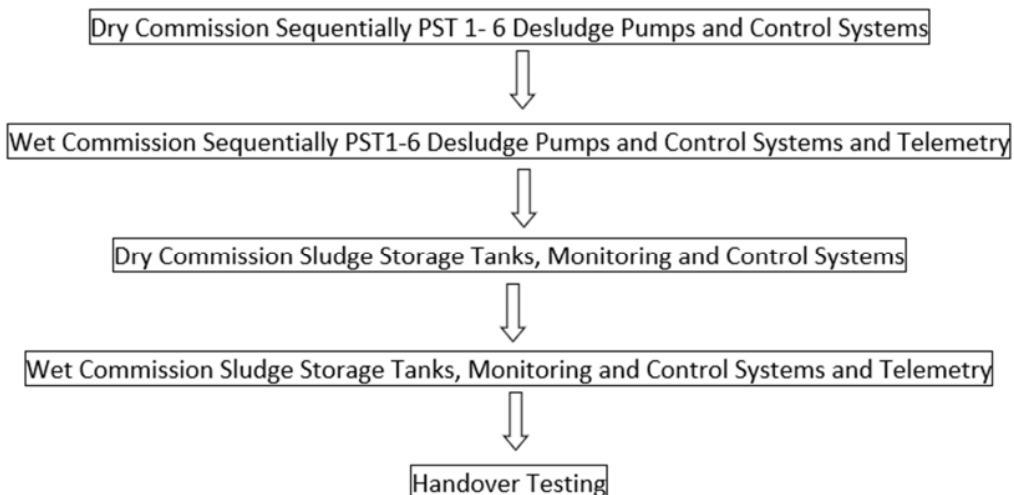 Dry Commission Sequentially PST 1- 6 Desludge Pumps and Control Systems
Wet Commission Sequentially PST1-6 Desludge Pumps and Control Systems and Telemetry
Dry Commission Sludge Storage Tanks, Monitoring and Control Systems
Wet Commission Sludge Storage Tanks, Monitoring and Control Systems and Telemetry
Handover Testing